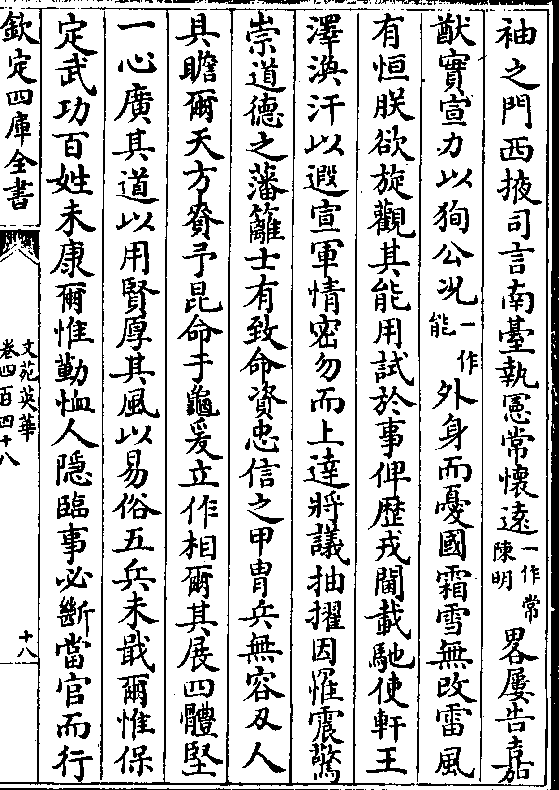 袖之門西掖司言南臺執憲常懷遠一作常陳明畧屢告嘉
猷實宣力以狥公况一作能外身而憂國霜雪無改雷風
有恒朕欲旋觀其能用試於事俾歴戎閫載馳使軒王
澤渙汗以遐宣軍情密勿而上達將議抽擢因罹震驚
崇道德之藩籬士有致命資忠信之甲胄兵無容刄人
具瞻爾天方賚予昆命于龜爰立作相爾其展四體堅
一心廣其道以用賢厚其風以易俗五兵未戢爾惟保
定武功百姓未康爾惟勤恤人隠臨事必斷當官而行
欽定四庫全書
文苑英華
卷四百四十八
十八